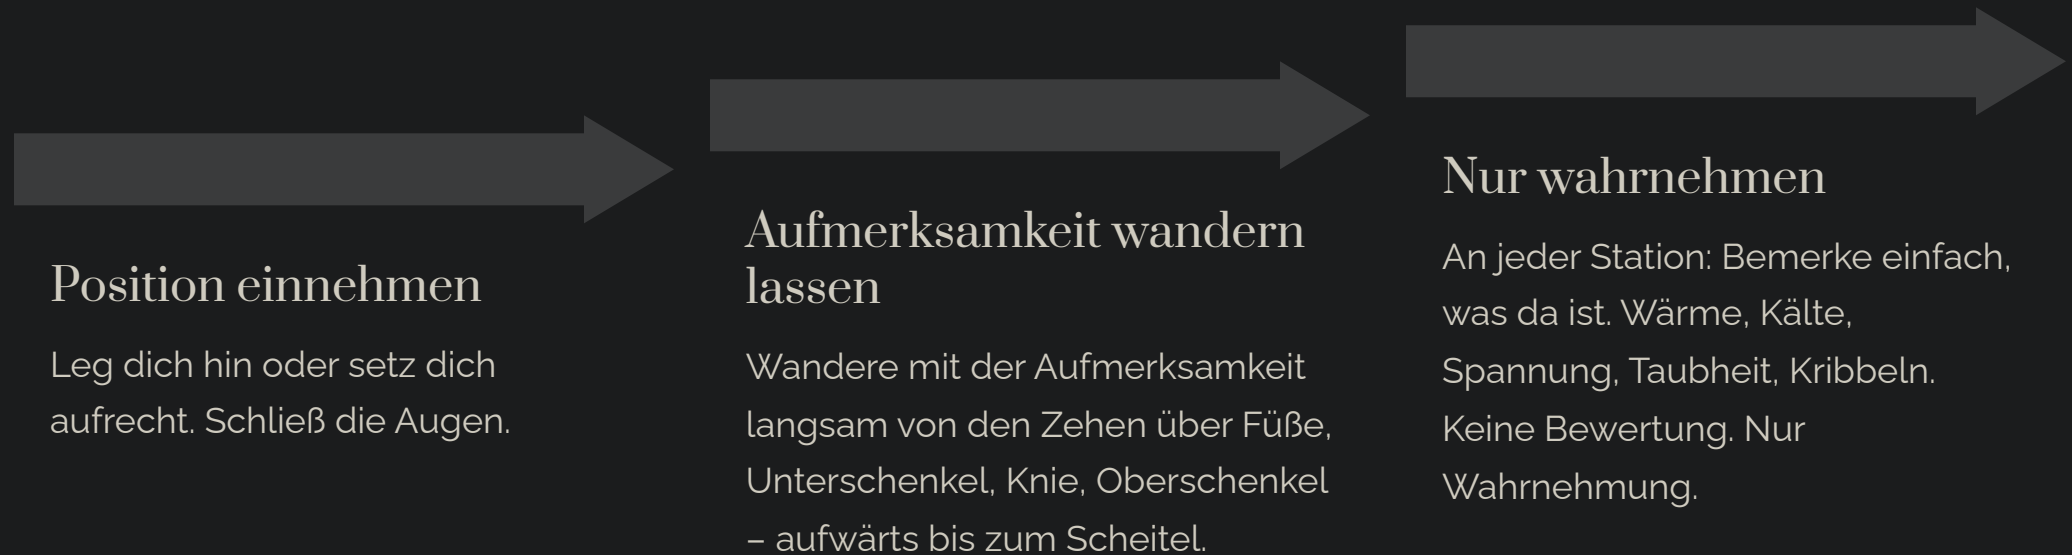 Position einnehmen
Leg dich hin oder setz dich
aufrecht. Schließ die Augen.
Aufmerksamkeit wandern
lassen
Wandere mit der Aufmerksamkeit
langsam von den Zehen über Füße,
Unterschenkel, Knie, Oberschenkel
– aufwärts bis zum Scheitel.
Nur wahrnehmen
An jeder Station: Bemerke einfach,
was da ist. Wärme, Kälte,
Spannung, Taubheit, Kribbeln.
Keine Bewertung. Nur
Wahrnehmung.